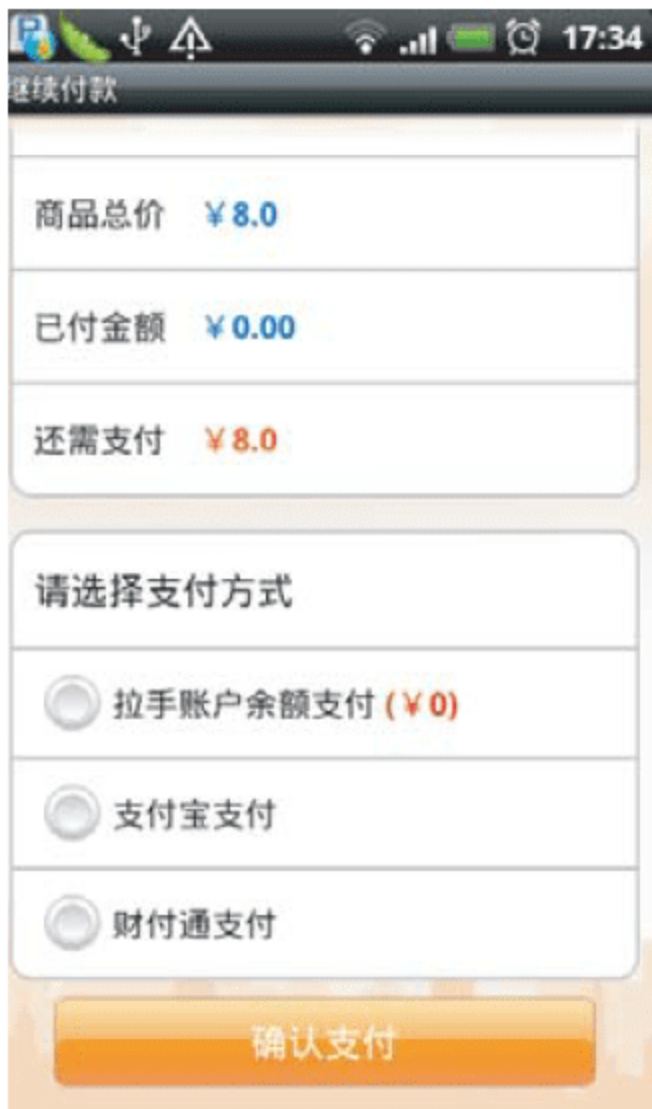 17:34
继续付款
商品总价 ￥8.0
已付金额 ￥0.00
还需支付 ￥8.0
请选择支付方式
拉手账户余额支付 (￥0)
支付宝支付
财付通支付
确认支付